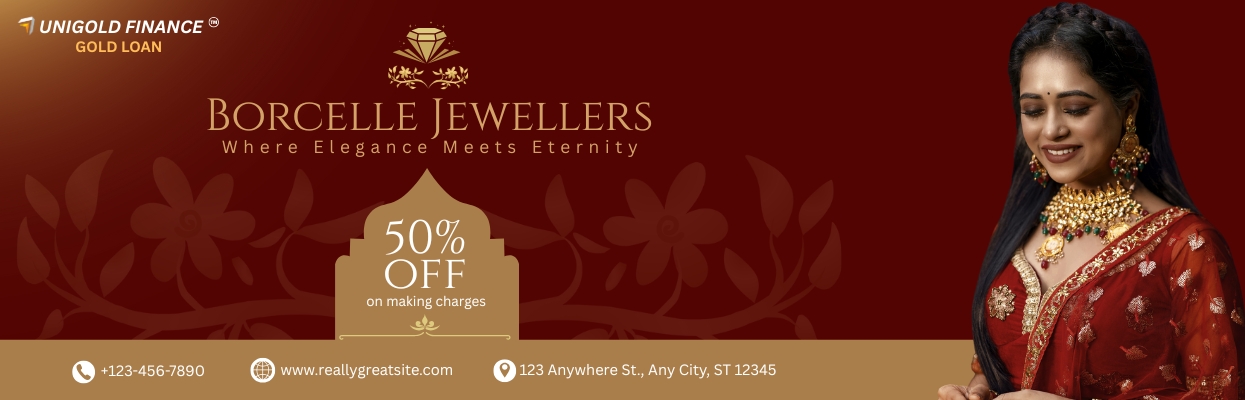 UNIGOLD FINANCE ™
GOLD LOAN
BORCELLE JEWELLERS
Where Elegance Meets Eternity
50%
OFF
on making charges
+123-456-7890
www.reallygreatsite.com
123 Anywhere St., Any City, ST 12345